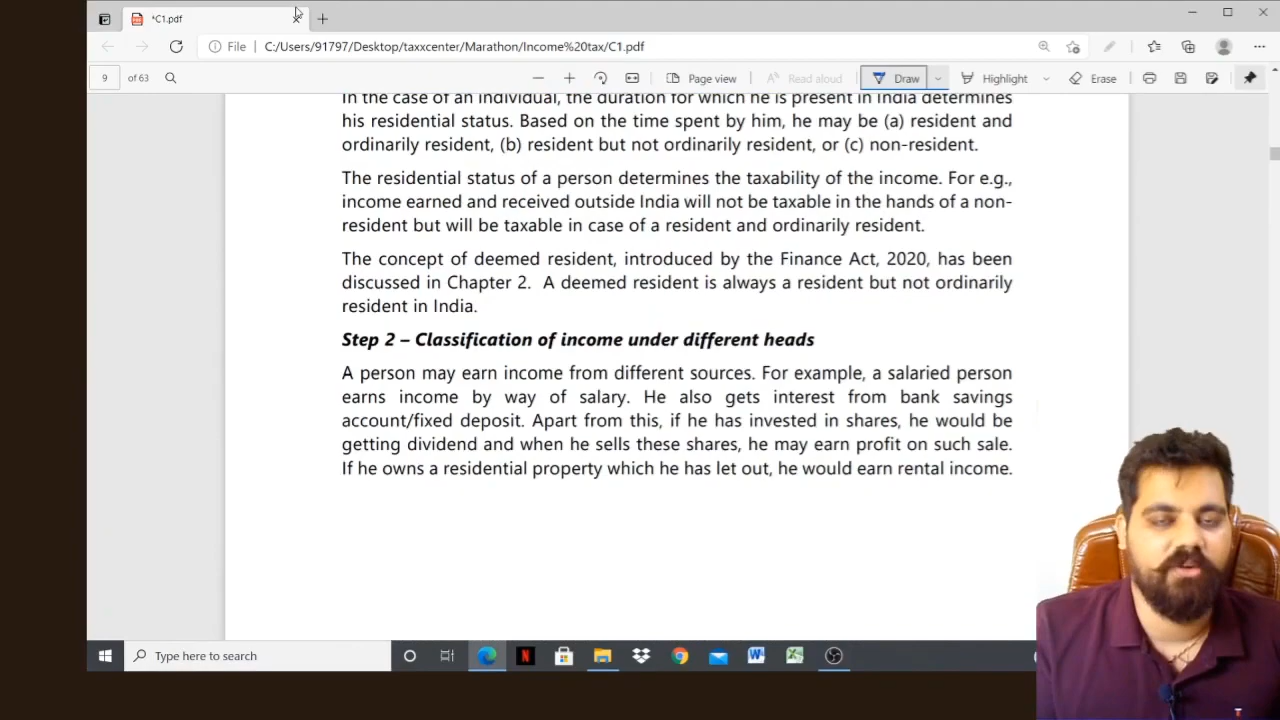 *C1.pdf
File C:/Users/91797/Desktop/taxxcenter/Marathon/Income%20tax/C1.pdf
9 of 63 Page view Read aloud Draw Highlight Erase
In the case of an individual, the duration for which he is present in India determines
his residential status. Based on the time spent by him, he may be (a) resident and
ordinarily resident, (b) resident but not ordinarily resident, or (c) non-resident.
The residential status of a person determines the taxability of the income. For e.g.,
income earned and received outside India will not be taxable in the hands of a non-
resident but will be taxable in case of a resident and ordinarily resident.
The concept of deemed resident, introduced by the Finance Act, 2020, has been
discussed in Chapter 2. A deemed resident is always a resident but not ordinarily
resident in India.
Step 2 – Classification of income under different heads
A person may earn income from different sources. For example, a salaried person
earns income by way of salary. He also gets interest from bank savings
account/fixed deposit. Apart from this, if he has invested in shares, he would be
getting dividend and when he sells these shares, he may earn profit on such sale.
If he owns a residential property which he has let out, he would earn rental income.
Type here to search